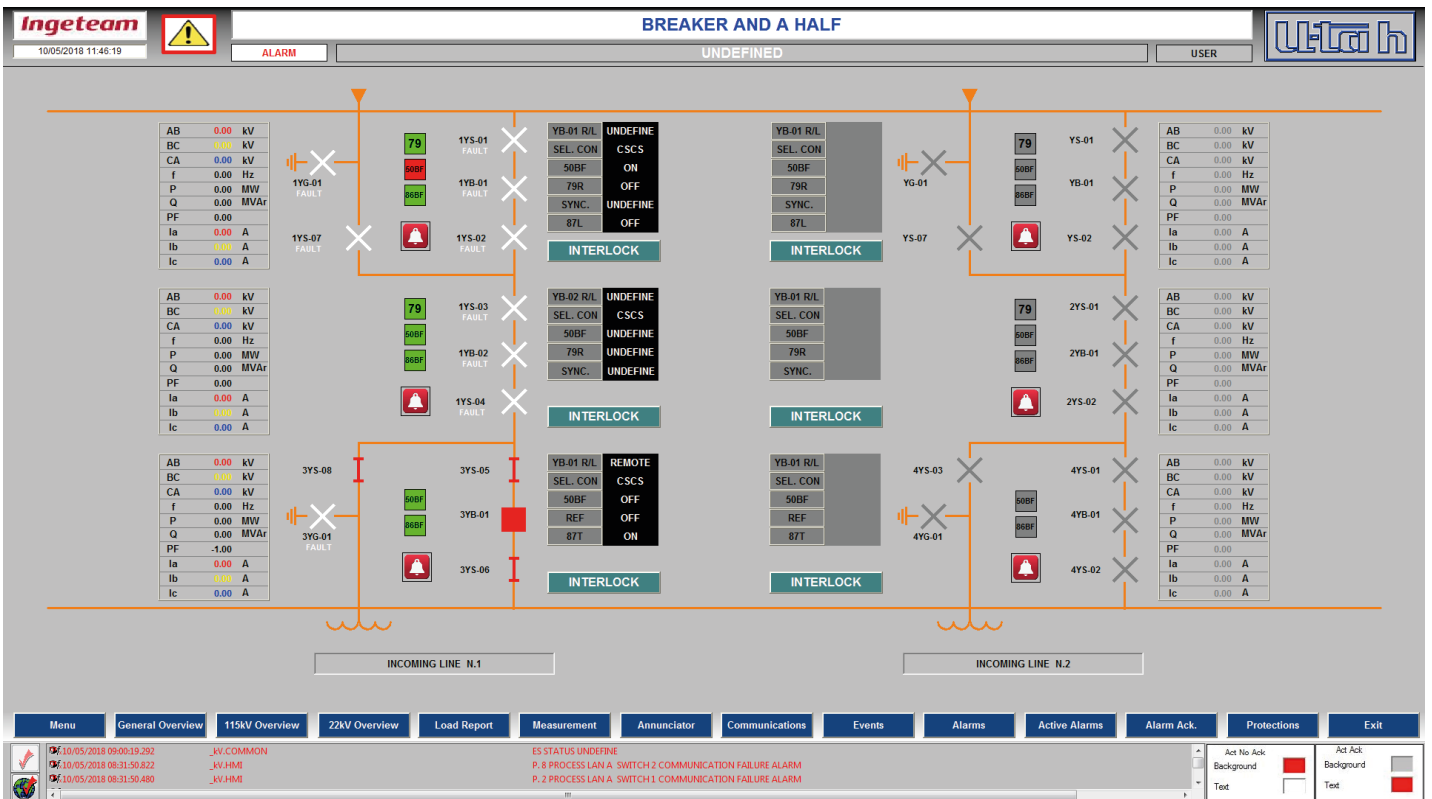 Ingeteam
BREAKER AND A HALF
10/05/2018 11:46:19
ALARM
UNDEFINED
USER
AB 0.00 kV
BC 0.00 kV
CA 0.00 kV
f 0.00 Hz
P 0.00 MW
Q 0.00 MVAr
PF 0.00
Ia 0.00 A
Ib 0.00 A
Ic 0.00 A
1YG-01
FAULT
1YS-07
FAULT
79
50BF
86BF
1YS-01
FAULT
1YB-01
FAULT
1YS-02
FAULT
YB-01 R/L UNDEFINE
SEL. CON CSCS
50BF ON
79R OFF
SYNC. UNDEFINE
87L OFF
INTERLOCK
YB-01 R/L
SEL. CON
50BF
79R
SYNC.
87L
INTERLOCK
YG-01
YS-07
79
50BF
86BF
YS-01
YB-01
YS-02
AB 0.00 kV
BC 0.00 kV
CA 0.00 kV
f 0.00 Hz
P 0.00 MW
Q 0.00 MVAr
PF 0.00
Ia 0.00 A
Ib 0.00 A
Ic 0.00 A
AB 0.00 kV
BC 0.00 kV
CA 0.00 kV
f 0.00 Hz
P 0.00 MW
Q 0.00 MVAr
PF 0.00
Ia 0.00 A
Ib 0.00 A
Ic 0.00 A
79
50BF
86BF
1YS-03
FAULT
1YB-02
FAULT
1YS-04
FAULT
YB-02 R/L UNDEFINE
SEL. CON CSCS
50BF UNDEFINE
79R UNDEFINE
SYNC. UNDEFINE
INTERLOCK
YB-01 R/L
SEL. CON
50BF
79R
SYNC.
INTERLOCK
79
50BF
86BF
2YS-01
2YB-01
2YS-02
AB 0.00 kV
BC 0.00 kV
CA 0.00 kV
f 0.00 Hz
P 0.00 MW
Q 0.00 MVAr
PF 0.00
Ia 0.00 A
Ib 0.00 A
Ic 0.00 A
AB 0.00 kV
BC 0.00 kV
CA 0.00 kV
f 0.00 Hz
P 0.00 MW
Q 0.00 MVAr
PF -1.00
Ia 0.00 A
Ib 0.00 A
Ic 0.00 A
3YS-08
3YG-01
FAULT
50BF
86BF
3YS-05
3YB-01
3YS-06
YB-01 R/L REMOTE
SEL. CON CSCS
50BF OFF
REF OFF
87T ON
INTERLOCK
YB-01 R/L
SEL. CON
50BF
REF
87T
INTERLOCK
4YS-03
4YG-01
50BF
86BF
4YS-01
4YB-01
4YS-02
AB 0.00 kV
BC 0.00 kV
CA 0.00 kV
f 0.00 Hz
P 0.00 MW
Q 0.00 MVAr
PF 0.00
Ia 0.00 A
Ib 0.00 A
Ic 0.00 A
INCOMING LINE N.1
INCOMING LINE N.2
Menu General Overview 115kV Overview 22kV Overview Load Report Measurement Annunciator Communications Events Alarms Active Alarms Alarm Ack. Protections Exit
10/05/2018 09:00:19.292 _kV.COMMON ES STATUS UNDEFINE
10/05/2018 08:31:50.822 _kV.HMI P. 8 PROCESS LAN A SWITCH 2 COMMUNICATION FAILURE ALARM
10/05/2018 08:31:50.480 _kV.HMI P. 2 PROCESS LAN A SWITCH 1 COMMUNICATION FAILURE ALARM
Act No Ack
Background
Text
Act Ack
Background
Text